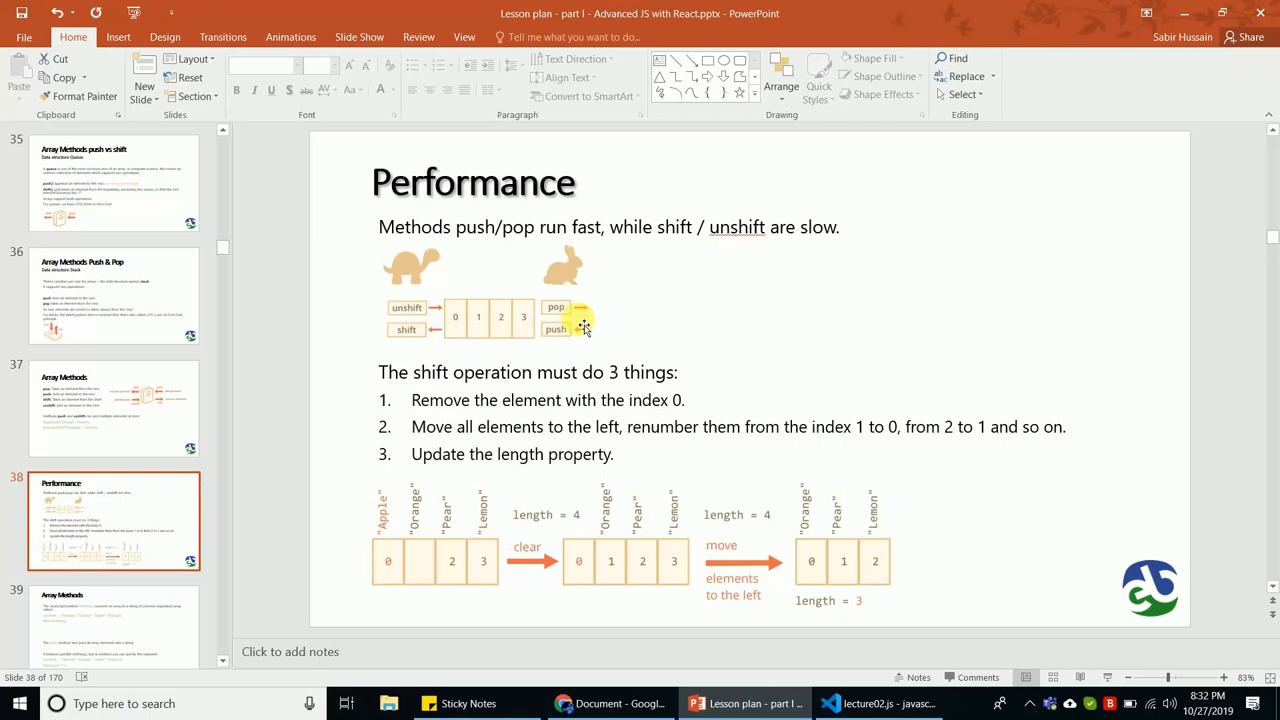 Lesson plan - part I while React.pptx - PowerPoint
Sabir Hussain
Share
File Home Insert Design Transitions Animations Slide Show Review View Tell me what you want to do...
Paste
Cut
Copy
Format Painter
Clipboard
New Slide
Layout
Reset
Section
Slides
B I U S abc AV Aa A
Font
Text Direction
Align Text
Convert to SmartArt
Paragraph
Arrange
Quick Styles
Shape Fill
Shape Outline
Shape Effects
Drawing
Find
Replace
Select
Editing
35
Array Methods push vs shift
Data structure Queue
36
Array Methods Push & Pop
Data structure Stack
37
Array Methods
38
Performance
39
Array Methods
Performance
Methods push/pop run fast, while shift / unshift are slow.
unshift 0 2 3 pop
shift push
The shift operation must do 3 things:
1. Remove the element with the index 0.
2. Move all elements to the left, renumber them from the index 1 to 0, from 2 to 1 and so on.
3. Update the length property.
"Apple" "Orange" "Pear" "Lemon" length = 4 "Orange" "Pear" "Lemon" length = 4 "Orange" "Pear" "Lemon"
0 2 3 clear 0 1 2 3 move 0 1 2
elements
to the left length = 3
Click to add notes
Slide 38 of 170
Notes
Comments
83%
Type here to search
Sticky Notes
Document - Googl...
Lesson plan - part I ...
lecture02.js - javasc...
8:32 PM
10/27/2019